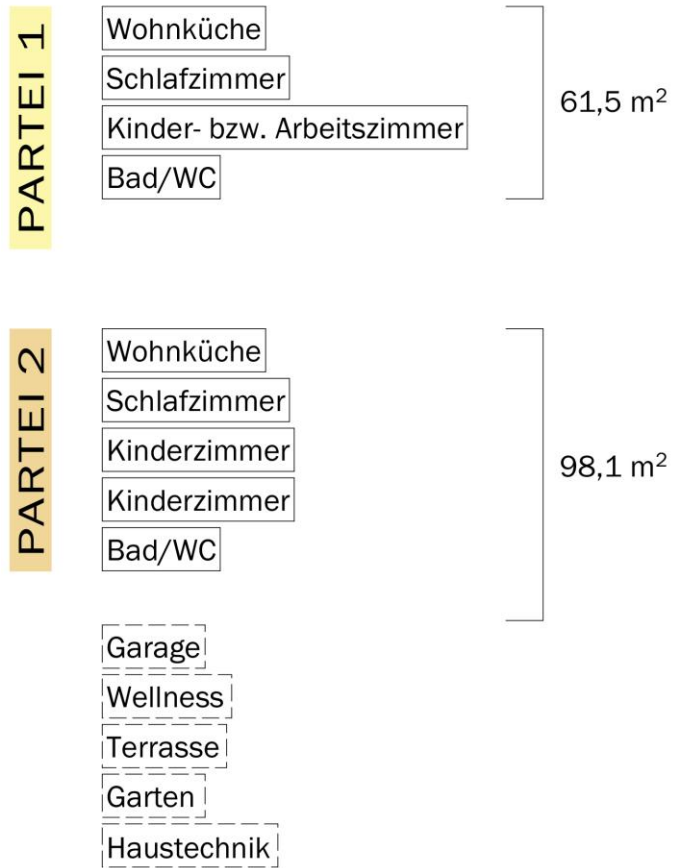 PARTEI 1
Wohnküche
Schlafzimmer
Kinder- bzw. Arbeitszimmer
Bad/WC
61,5 m²
PARTEI 2
Wohnküche
Schlafzimmer
Kinderzimmer
Kinderzimmer
Bad/WC
98,1 m²
Garage
Wellness
Terrasse
Garten
Haustechnik